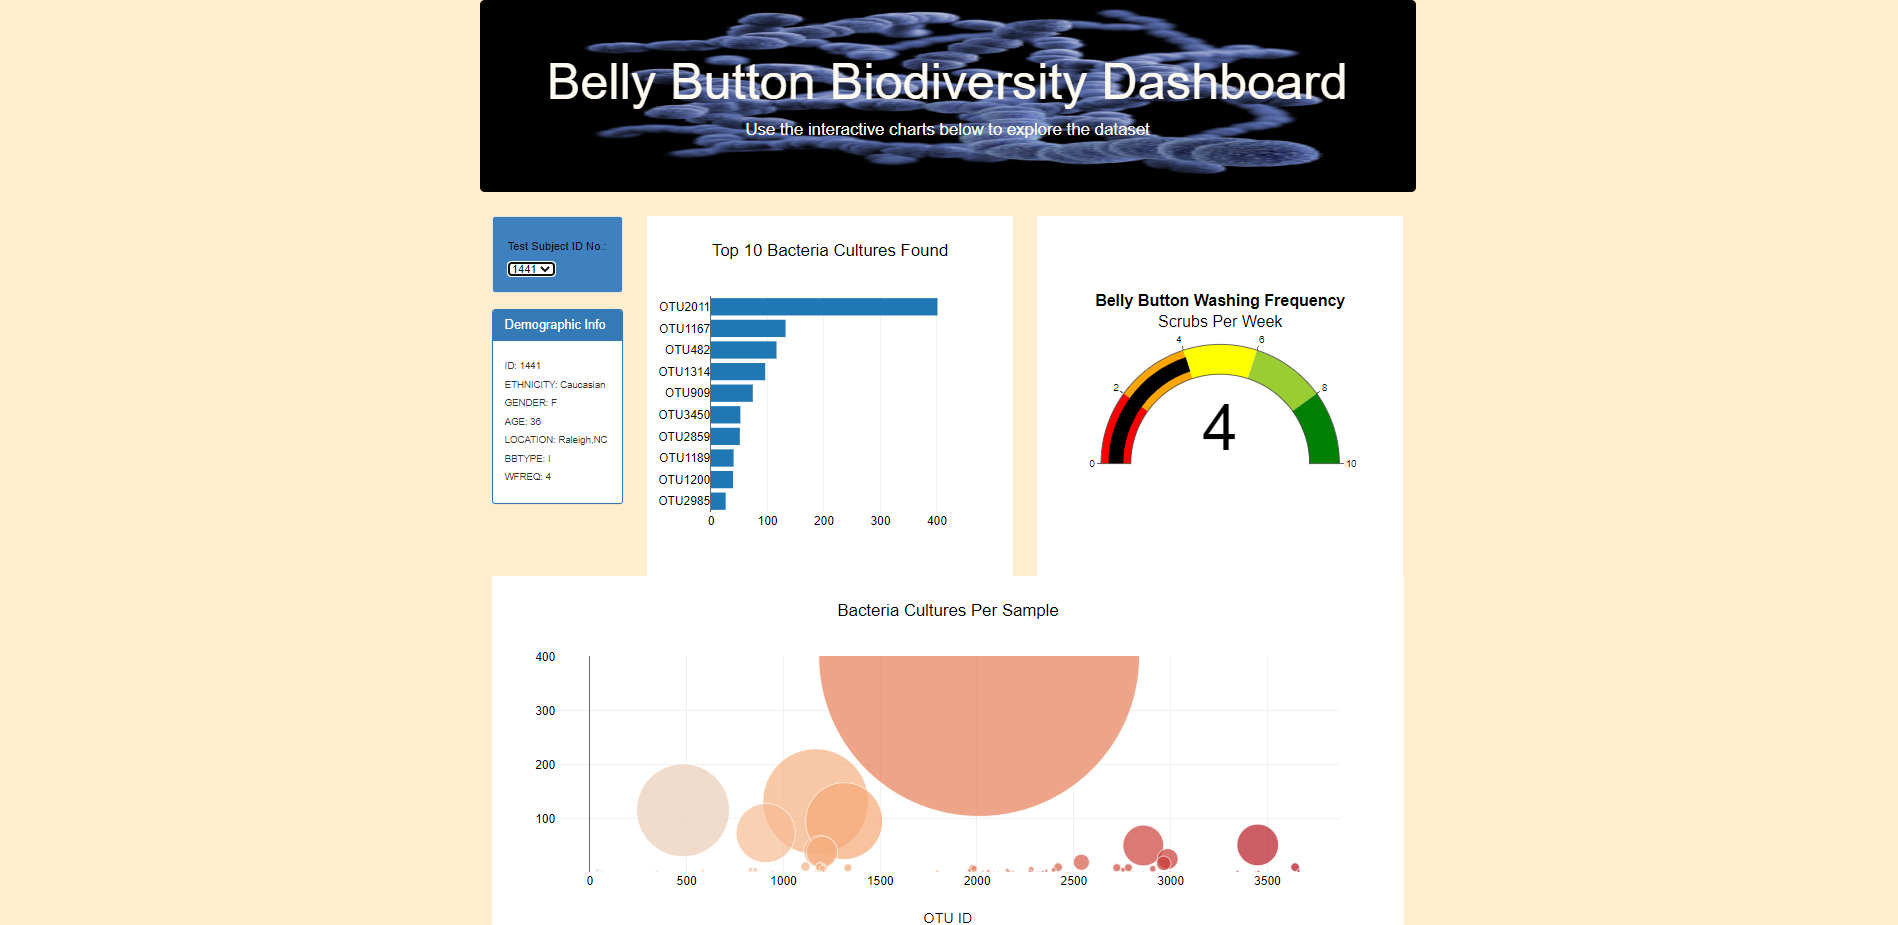 Belly Button Biodiversity Dashboard
Use the interactive charts below to explore the dataset
Test Subject ID No.:
1441
Demographic Info
ID: 1441
ETHNICITY: Caucasian
GENDER: F
AGE: 36
LOCATION: Raleigh,NC
BBTYPE: I
WFREQ: 4
Top 10 Bacteria Cultures Found
OTU2011
OTU1167
OTU482
OTU1314
OTU909
OTU3450
OTU2859
OTU1189
OTU1200
OTU2985
0 100 200 300 400
Belly Button Washing Frequency
Scrubs Per Week
4 6
2 8
4
0 10
Bacteria Cultures Per Sample
400
300
200
100
0 500 1000 1500 2000 2500 3000 3500
OTU ID